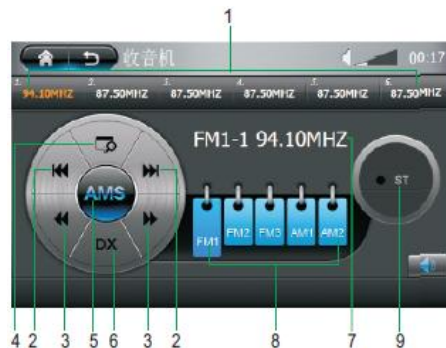 1
收音机 00:17
1. 2. 3. 4. 5. 6.
94.10MHZ 87.50MHZ 87.50MHZ 87.50MHZ 87.50MHZ 87.50MHZ
FM1-1 94.10MHZ
AMS
ST
DX
FM1 FM2 FM3 AM1 AM2
4 2 3 5 6 3 2 8 7 9